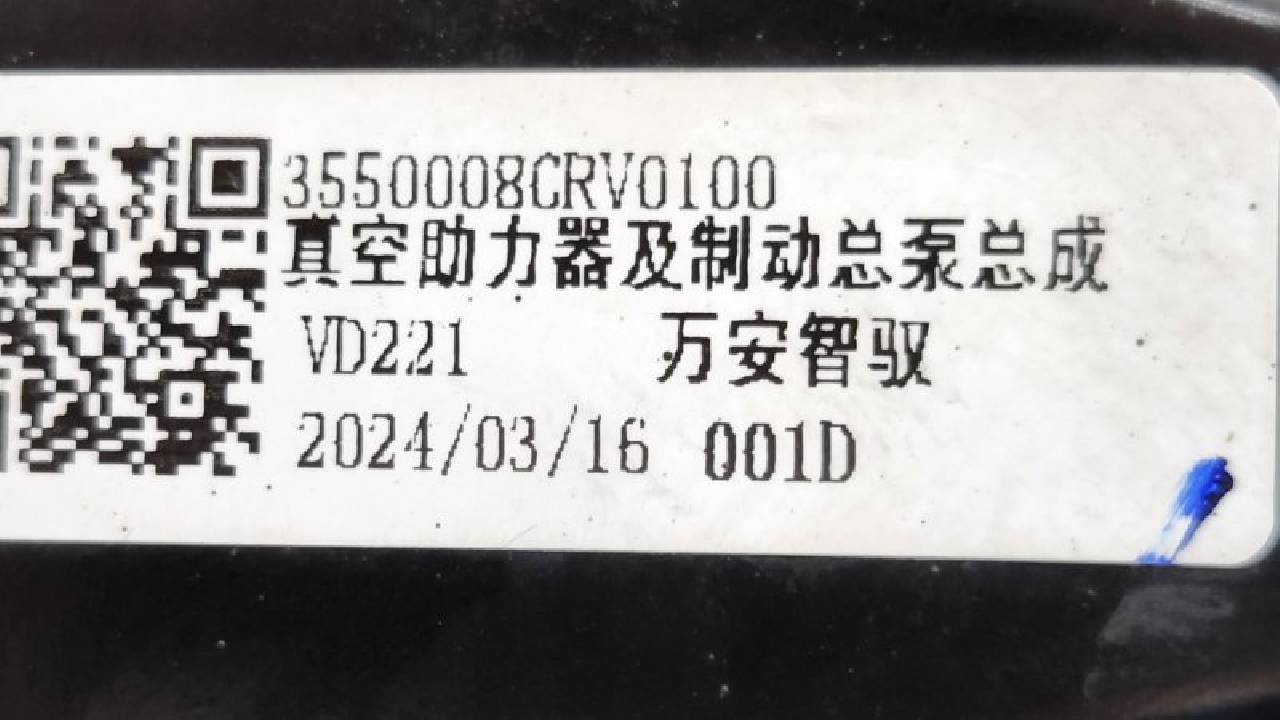 3550008CRV0100
真空助力器及制动总泵总成
VD221 万安智驭
2024/03/16 001D